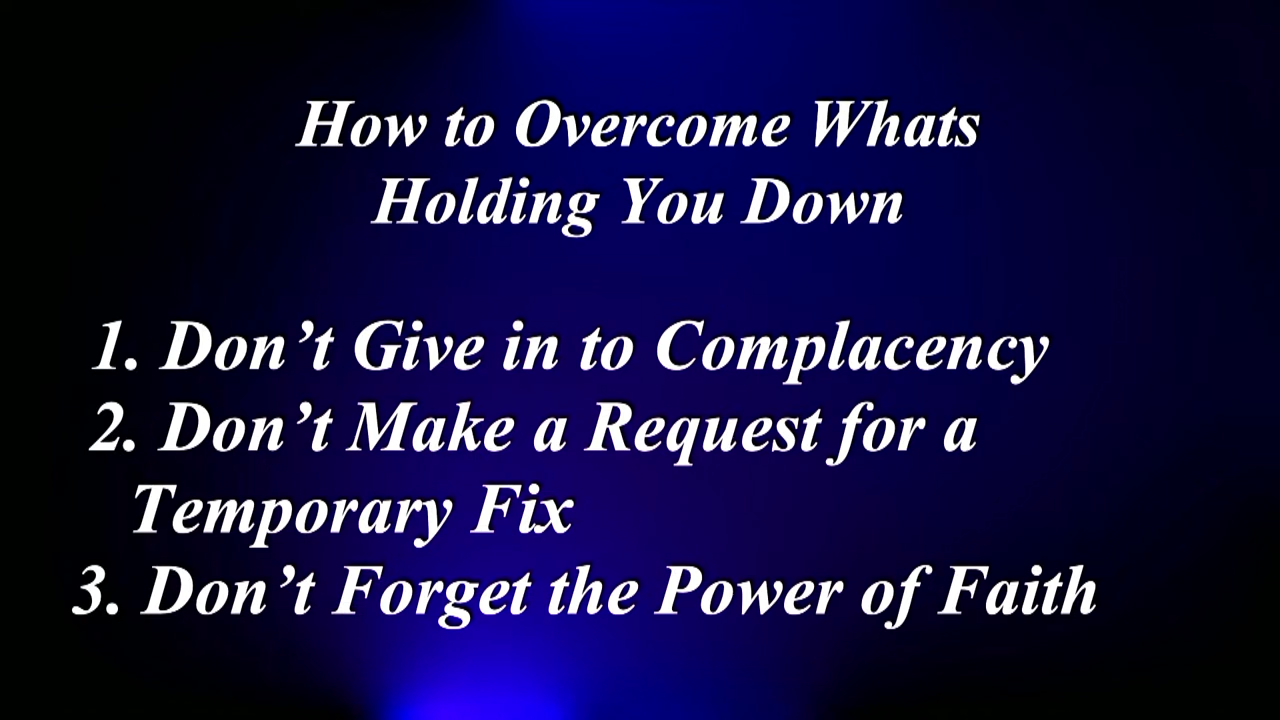 How to Overcome Whats
Holding You Down
1. Don’t Give in to Complacency
2. Don’t Make a Request for a
Temporary Fix
3. Don’t Forget the Power of Faith